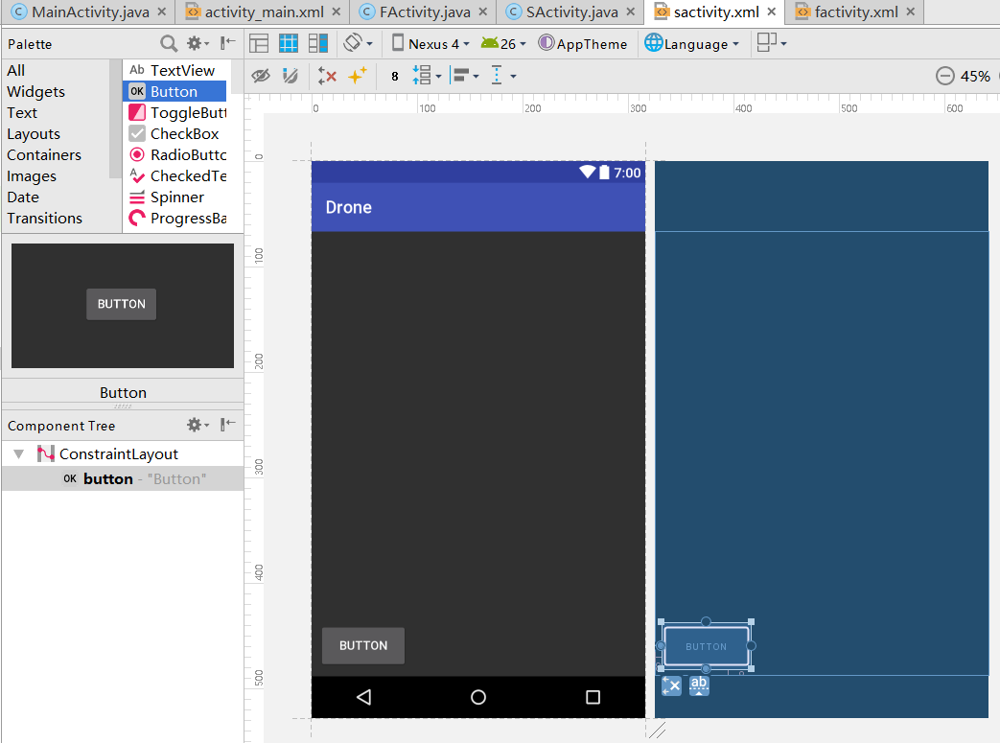 MainActivity.java
activity_main.xml
FActivity.java
SActivity.java
sactivity.xml
factivity.xml
Palette
Nexus 4
26
AppTheme
Language
All
Widgets
Text
Layouts
Containers
Images
Date
Transitions
Ab TextView
OK Button
ToggleButt
CheckBox
RadioButto
CheckedTe
Spinner
ProgressBa
8
45%
0 100 200 300 400 500 600
0
100
200
300
400
500
BUTTON
Button
Component Tree
ConstraintLayout
OK button - "Button"
7:00
Drone
BUTTON
BUTTON
ab